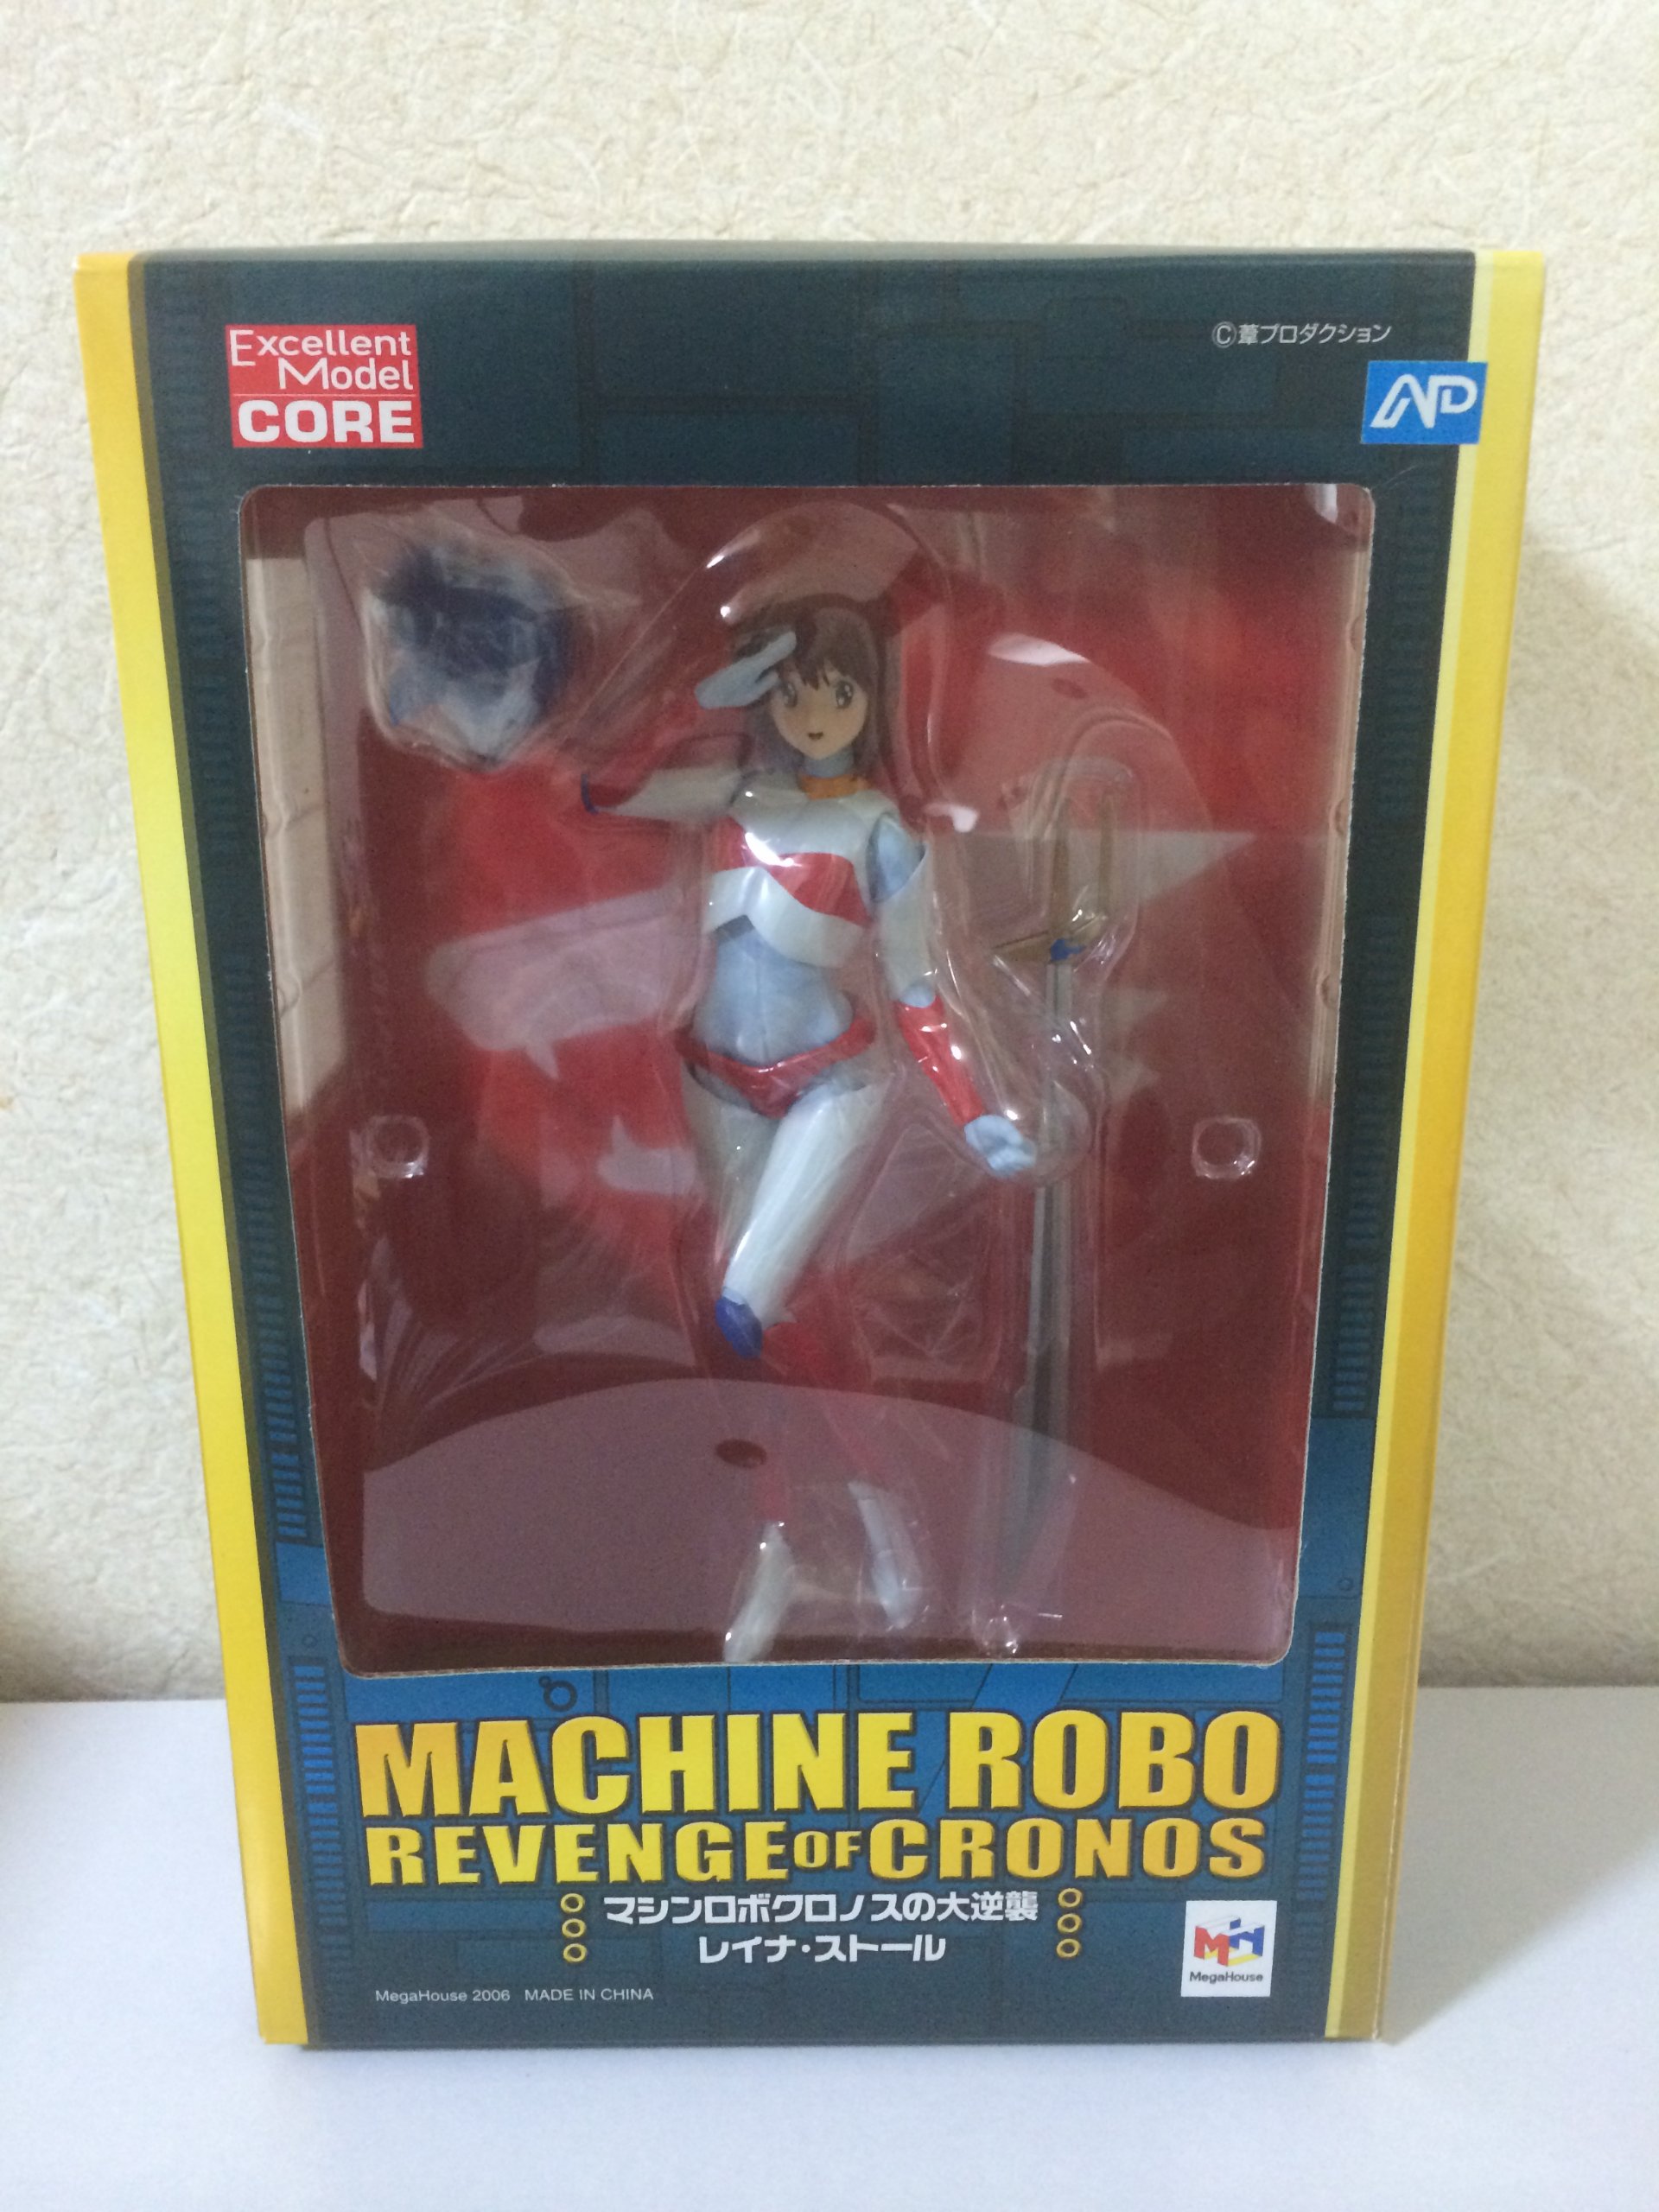 Excellent
Model
CORE
©葦プロダクション
AP
MACHINE ROBO
REVENGE OF CRONOS
マシンロボクロノスの大逆襲
レイナ・ストール
MegaHouse
MegaHouse 2006 MADE IN CHINA